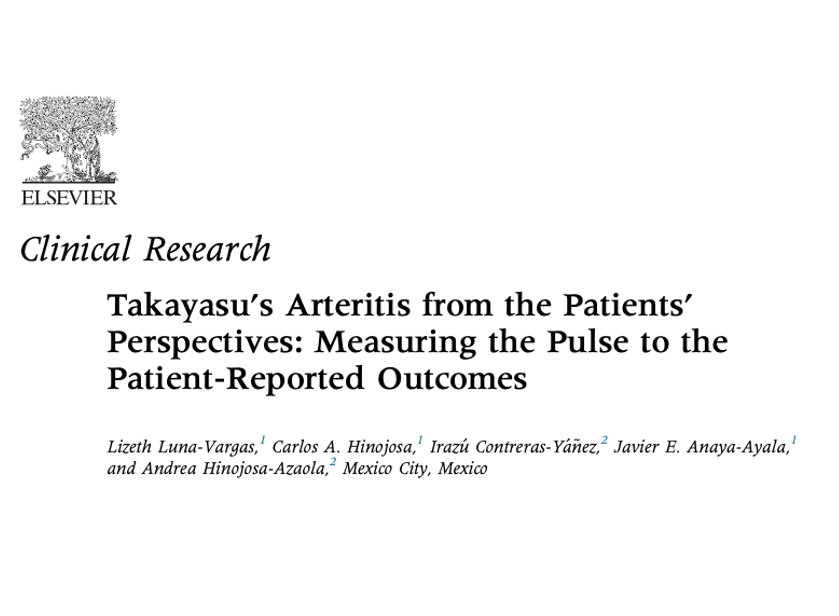 ELSEVIER
Clinical Research
Takayasu’s Arteritis from the Patients’
Perspectives: Measuring the Pulse to the
Patient-Reported Outcomes
Lizeth Luna-Vargas,1 Carlos A. Hinojosa,1 Irazú Contreras-Yáñez,2 Javier E. Anaya-Ayala,1
and Andrea Hinojosa-Azaola,2 Mexico City, Mexico